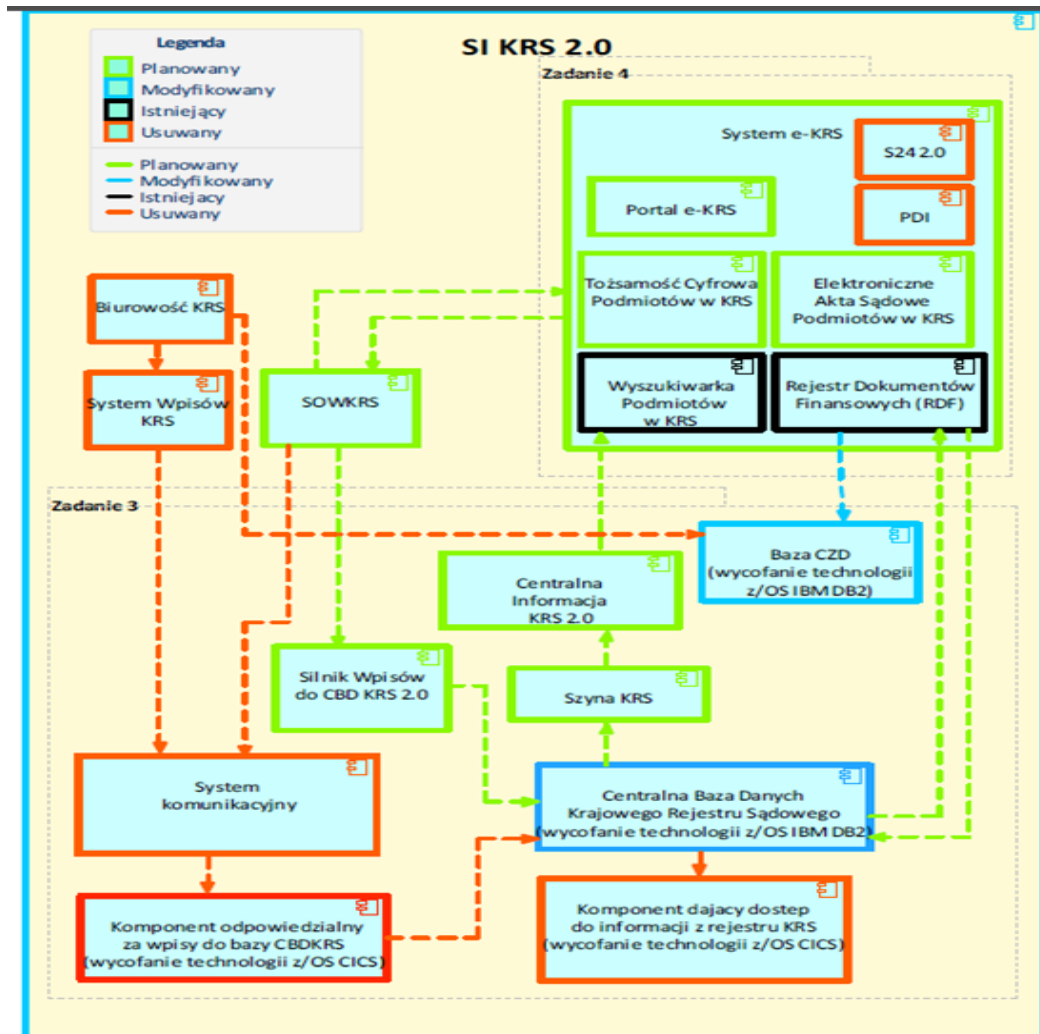 Legenda
Planowany
Modyfikowany
Istniejący
Usuwany
Planowany
Modyfikowany
Istniejacy
Usuwany
SI KRS 2.0
Zadanie 4
System e-KRS
S24 2.0
Portal e-KRS
PDI
Tożsamość Cyfrowa
Podmiotów w KRS
Elektroniczne
Akta Sądowe
Podmiotów w KRS
Wyszukiwarka
Podmiotów
w KRS
Rejestr Dokumentów
Finansowych (RDF)
Biurowość KRS
System Wpisów
KRS
SOWKRS
Zadanie 3
Baza CZD
(wycofanie technologii
z/OS IBM DB2)
Centralna
Informacja
KRS 2.0
Silnik Wpisów
do CBD KRS 2.0
Szyna KRS
System
komunikacyjny
Centralna Baza Danych
Krajowego Rejestru Sądowego
(wycofanie technologii z/OS IBM DB2)
Komponent odpowiedzialny
za wpisy do bazy CBDKRS
(wycofanie technologii z/OS CICS)
Komponent dajacy dostep
do informacji z rejestru KRS
(wycofanie technologii z/OS CICS)